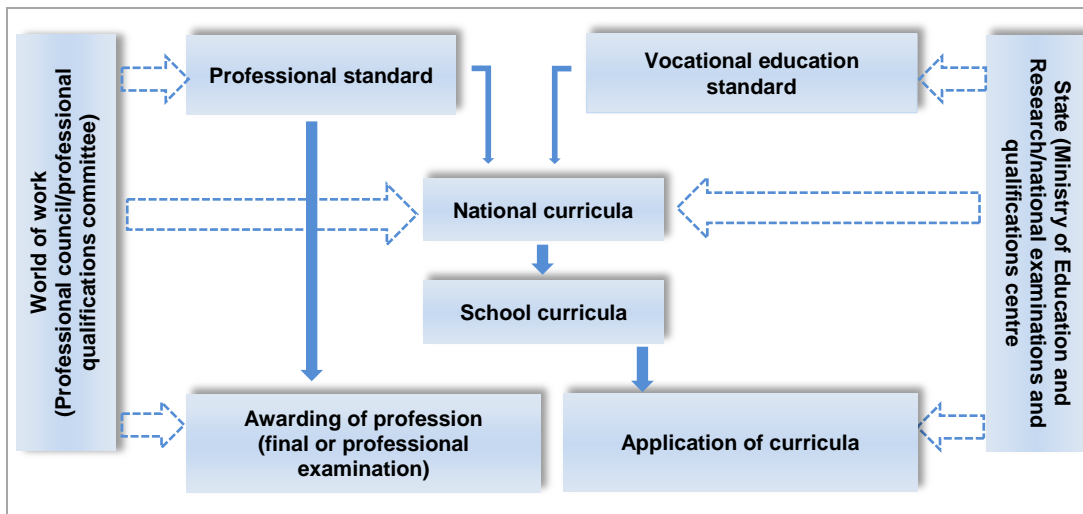 World of work
(Professional council/professional
qualifications committee)
Professional standard
Vocational education
standard
State (Ministry of Education and
Research/national examinations and
qualifications centre
National curricula
School curricula
Awarding of profession
(final or professional
examination)
Application of curricula